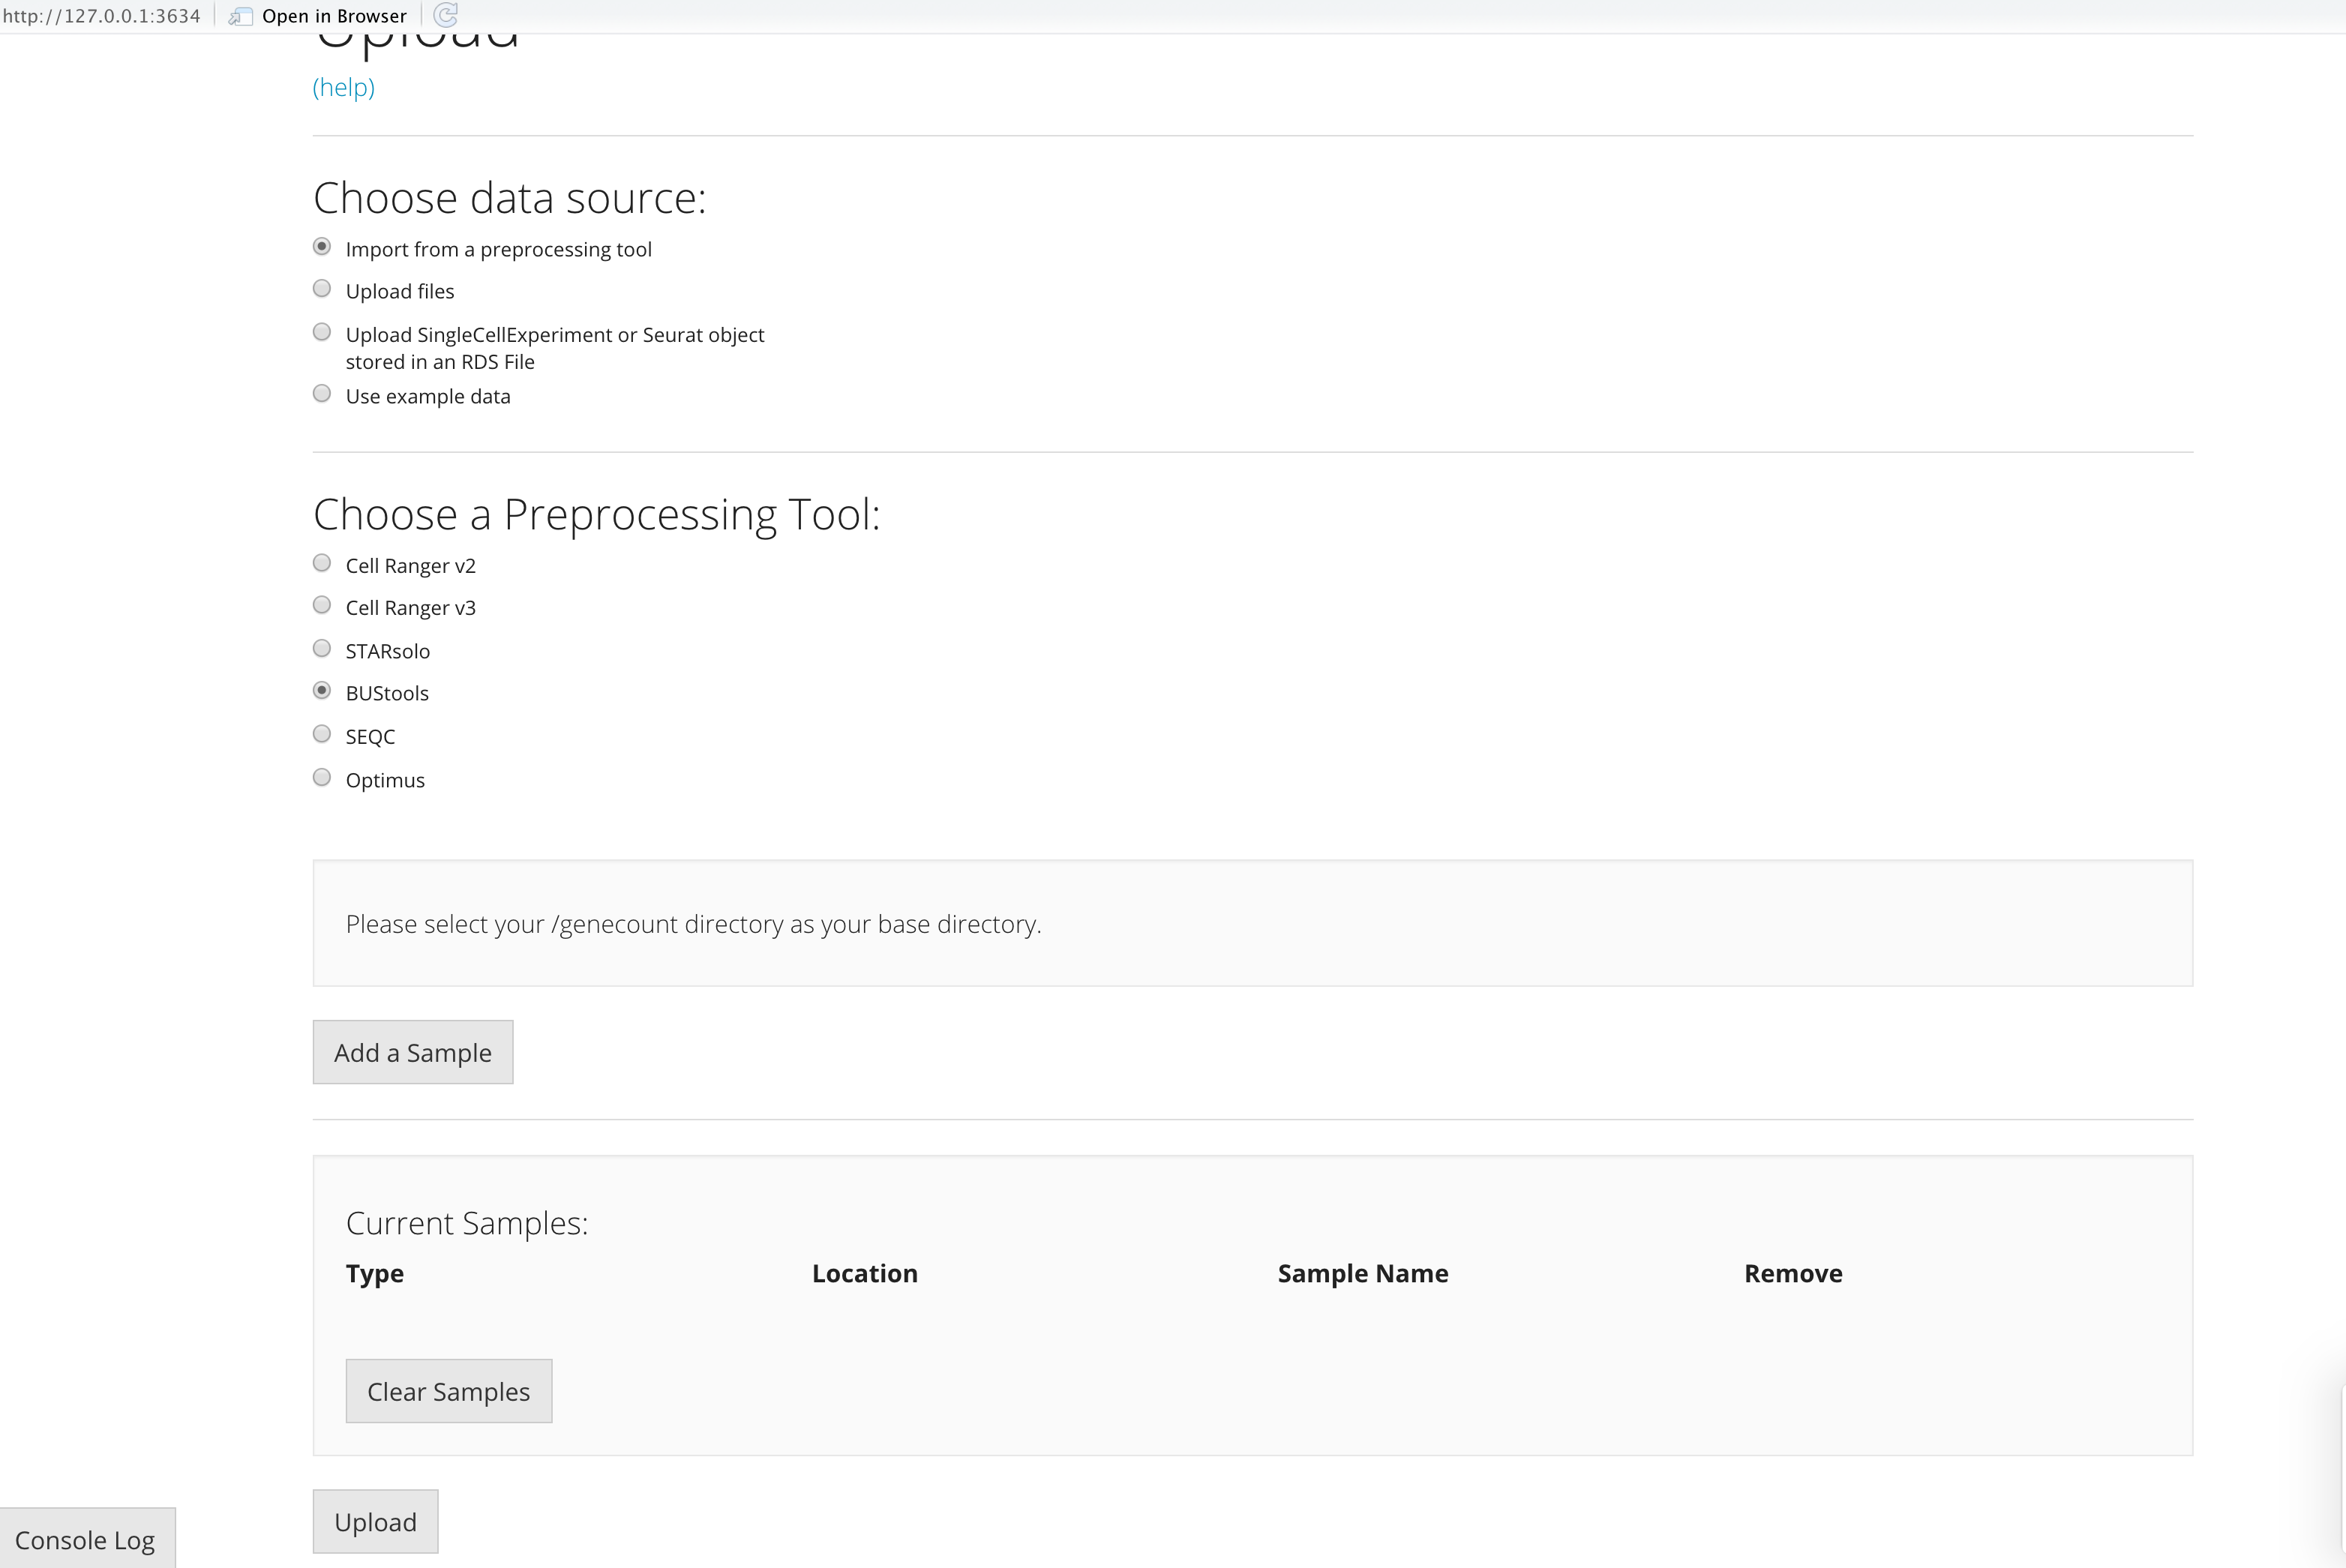 http://127.0.0.1:3634 Open in Browser
Upload
(help)
Choose data source:
Import from a preprocessing tool
Upload files
Upload SingleCellExperiment or Seurat object
stored in an RDS File
Use example data
Choose a Preprocessing Tool:
Cell Ranger v2
Cell Ranger v3
STARsolo
BUStools
SEQC
Optimus
Please select your /genecount directory as your base directory.
Add a Sample
Current Samples:
Type Location Sample Name Remove
Clear Samples
Upload
Console Log